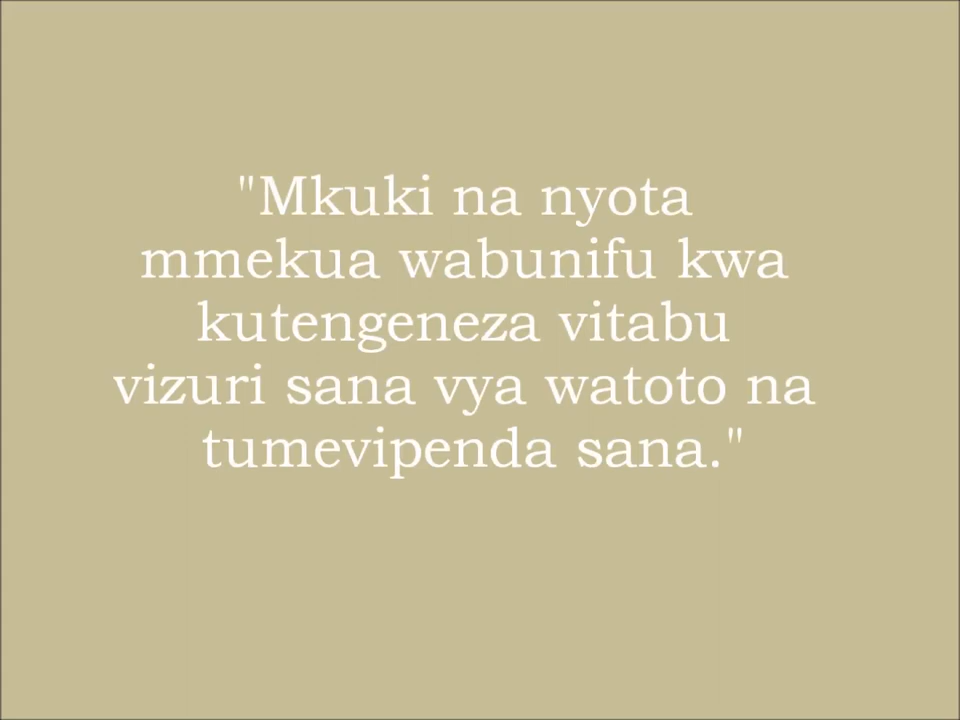 "Mkuki na nyota
mmekua wabunifu kwa
kutengeneza vitabu
vizuri sana vya watoto na
tumevipenda sana."